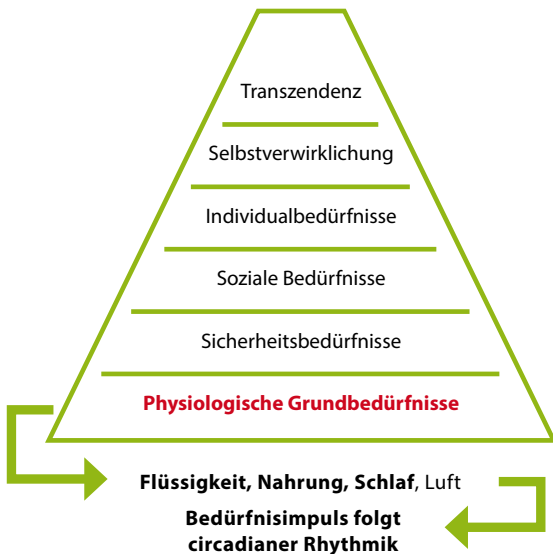 Transzendenz
Selbstverwirklichung
Individualbedürfnisse
Soziale Bedürfnisse
Sicherheitsbedürfnisse
Physiologische Grundbedürfnisse
Flüssigkeit, Nahrung, Schlaf, Luft
Bedürfnisimpuls folgt
circadianer Rhythmik